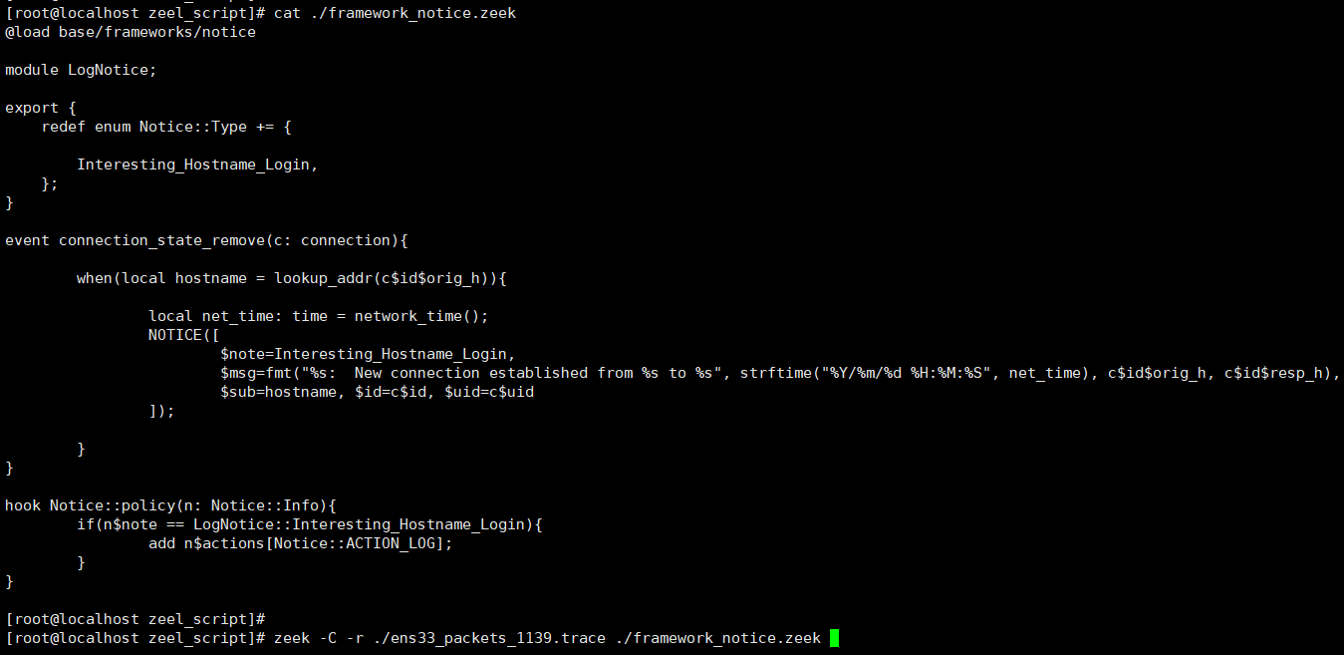 [root@localhost zeel_script]# cat ./framework_notice.zeek
@load base/frameworks/notice

module LogNotice;

export {
    redef enum Notice::Type += {

        Interesting_Hostname_Login,
    };
}

event connection_state_remove(c: connection){

        when(local hostname = lookup_addr(c$id$orig_h)){

                local net_time: time = network_time();
                NOTICE([
                        $note=Interesting_Hostname_Login,
                        $msg=fmt("%s:  New connection established from %s to %s", strftime("%Y/%m/%d %H:%M:%S", net_time), c$id$orig_h, c$id$resp_h),
                        $sub=hostname, $id=c$id, $uid=c$uid
                ]);

        }
}

hook Notice::policy(n: Notice::Info){
        if(n$note == LogNotice::Interesting_Hostname_Login){
                add n$actions[Notice::ACTION_LOG];
        }
}

[root@localhost zeel_script]#
[root@localhost zeel_script]# zeek -C -r ./ens33_packets_1139.trace ./framework_notice.zeek